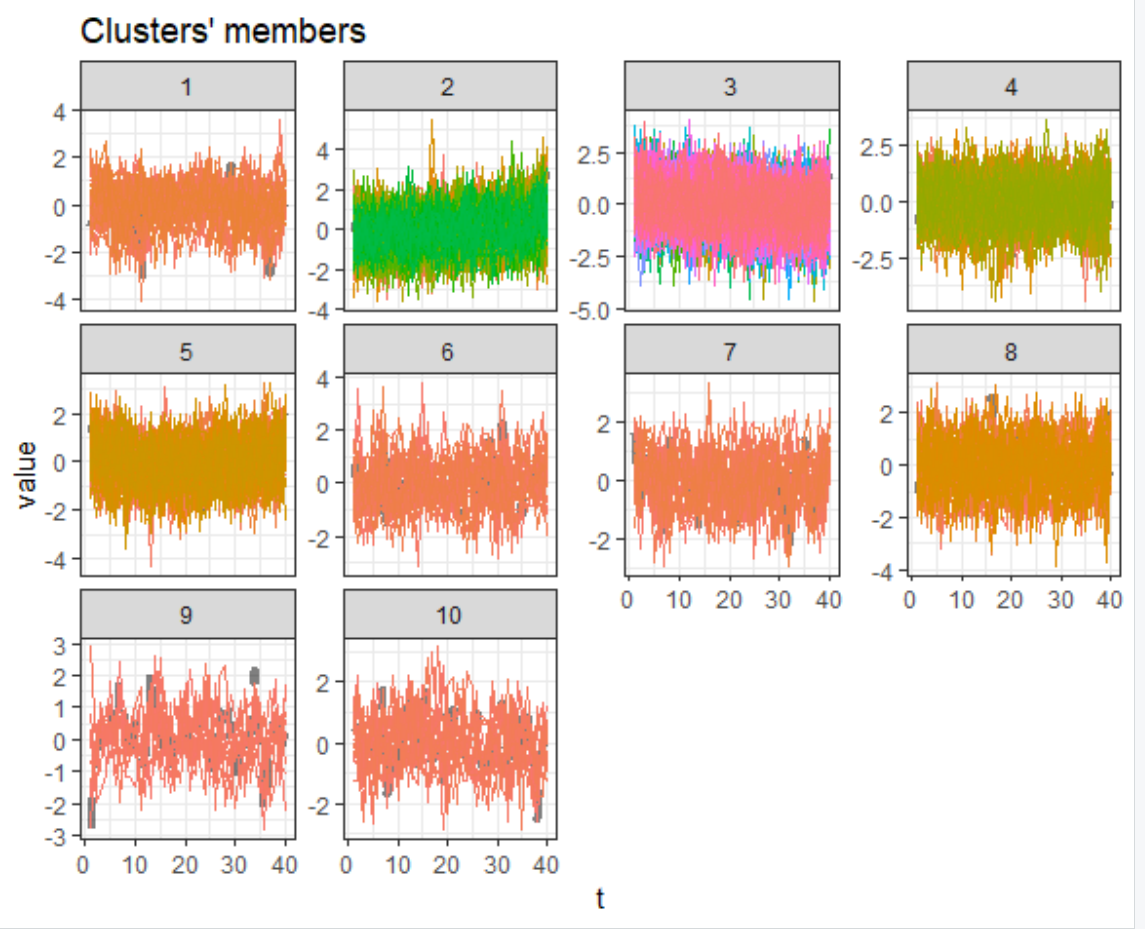 Clusters' members
1 2 3 4
4 2 0 -2 -4
4 2 0 -2 -4
2.5 0.0 -2.5 -5.0
2.5 0.0 -2.5
5 6 7 8
2 0 -2 -4
4 2 0 -2
2 0 -2
2 0 -2 -4
0 10 20 30 40
0 10 20 30 40
value
9 10
3 2 1 0 -1 -2 -3
2 0 -2
0 10 20 30 40
0 10 20 30 40
t